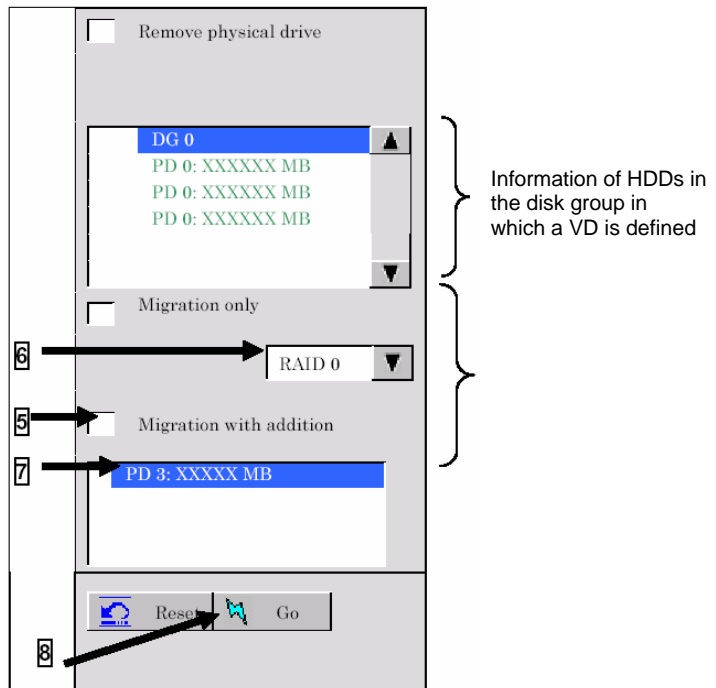 Remove physical drive
DG 0
PD 0: XXXXXX MB
PD 0: XXXXXX MB
PD 0: XXXXXX MB
Information of HDDs in
the disk group in
which a VD is defined
Migration only
6
RAID 0
5
Migration with addition
7
PD 3: XXXXX MB
Reset
Go
8